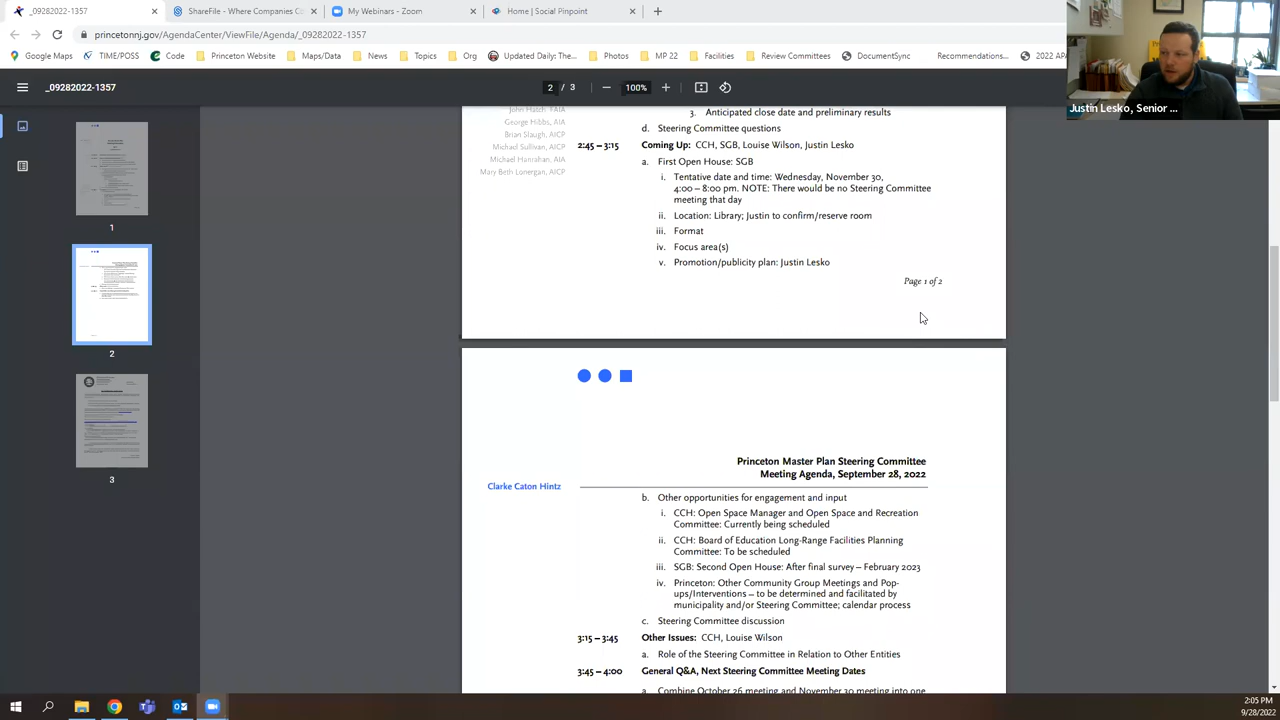 _09282022-1357
ShareFile - Where Companies C
My Webinars - Zoom
Home | Social Pinpoint
princetonnj.gov/AgendaCenter/ViewFile/Agenda/_09282022-1357
Google Maps
TIME/POSS
Code
Princeton Website
Maps/Data
News
Topics
Org
Updated Daily: The...
Photos
MP 22
Facilities
Review Committees
DocumentSync
Recommendations...
2022 AP
Justin Lesko, Senior ...
_09282022-1357
2 / 3
100%
1
2
3
John Hatch FAIA
George Hibbs, AIA
Brian Slaugh, AICP
Michael Sullivan, AICP
Michael Hanrahan, AIA
Mary Beth Lonergan, AICP
3. Anticipated close date and preliminary results
d. Steering Committee questions
2:45 – 3:15 Coming Up: CCH, SGB, Louise Wilson, Justin Lesko
a. First Open House: SGB
i. Tentative date and time: Wednesday, November 30,
4:00 – 8:00 pm. NOTE: There would be no Steering Committee
meeting that day
ii. Location: Library; Justin to confirm/reserve room
iii. Format
iv. Focus area(s)
v. Promotion/publicity plan: Justin Lesko
Page 1 of 2
Princeton Master Plan Steering Committee
Meeting Agenda, September 28, 2022
Clarke Caton Hintz
b. Other opportunities for engagement and input
i. CCH: Open Space Manager and Open Space and Recreation
Committee: Currently being scheduled
ii. CCH: Board of Education Long-Range Facilities Planning
Committee: To be scheduled
iii. SGB: Second Open House: After final survey – February 2023
iv. Princeton: Other Community Group Meetings and Pop-
ups/Interventions – to be determined and facilitated by
municipality and/or Steering Committee; calendar process
c. Steering Committee discussion
3:15 – 3:45 Other Issues: CCH, Louise Wilson
a. Role of the Steering Committee in Relation to Other Entities
3:45 – 4:00 General Q&A, Next Steering Committee Meeting Dates
a. Combine October 26 meeting and November 30 meeting into one
2:05 PM
9/28/2022